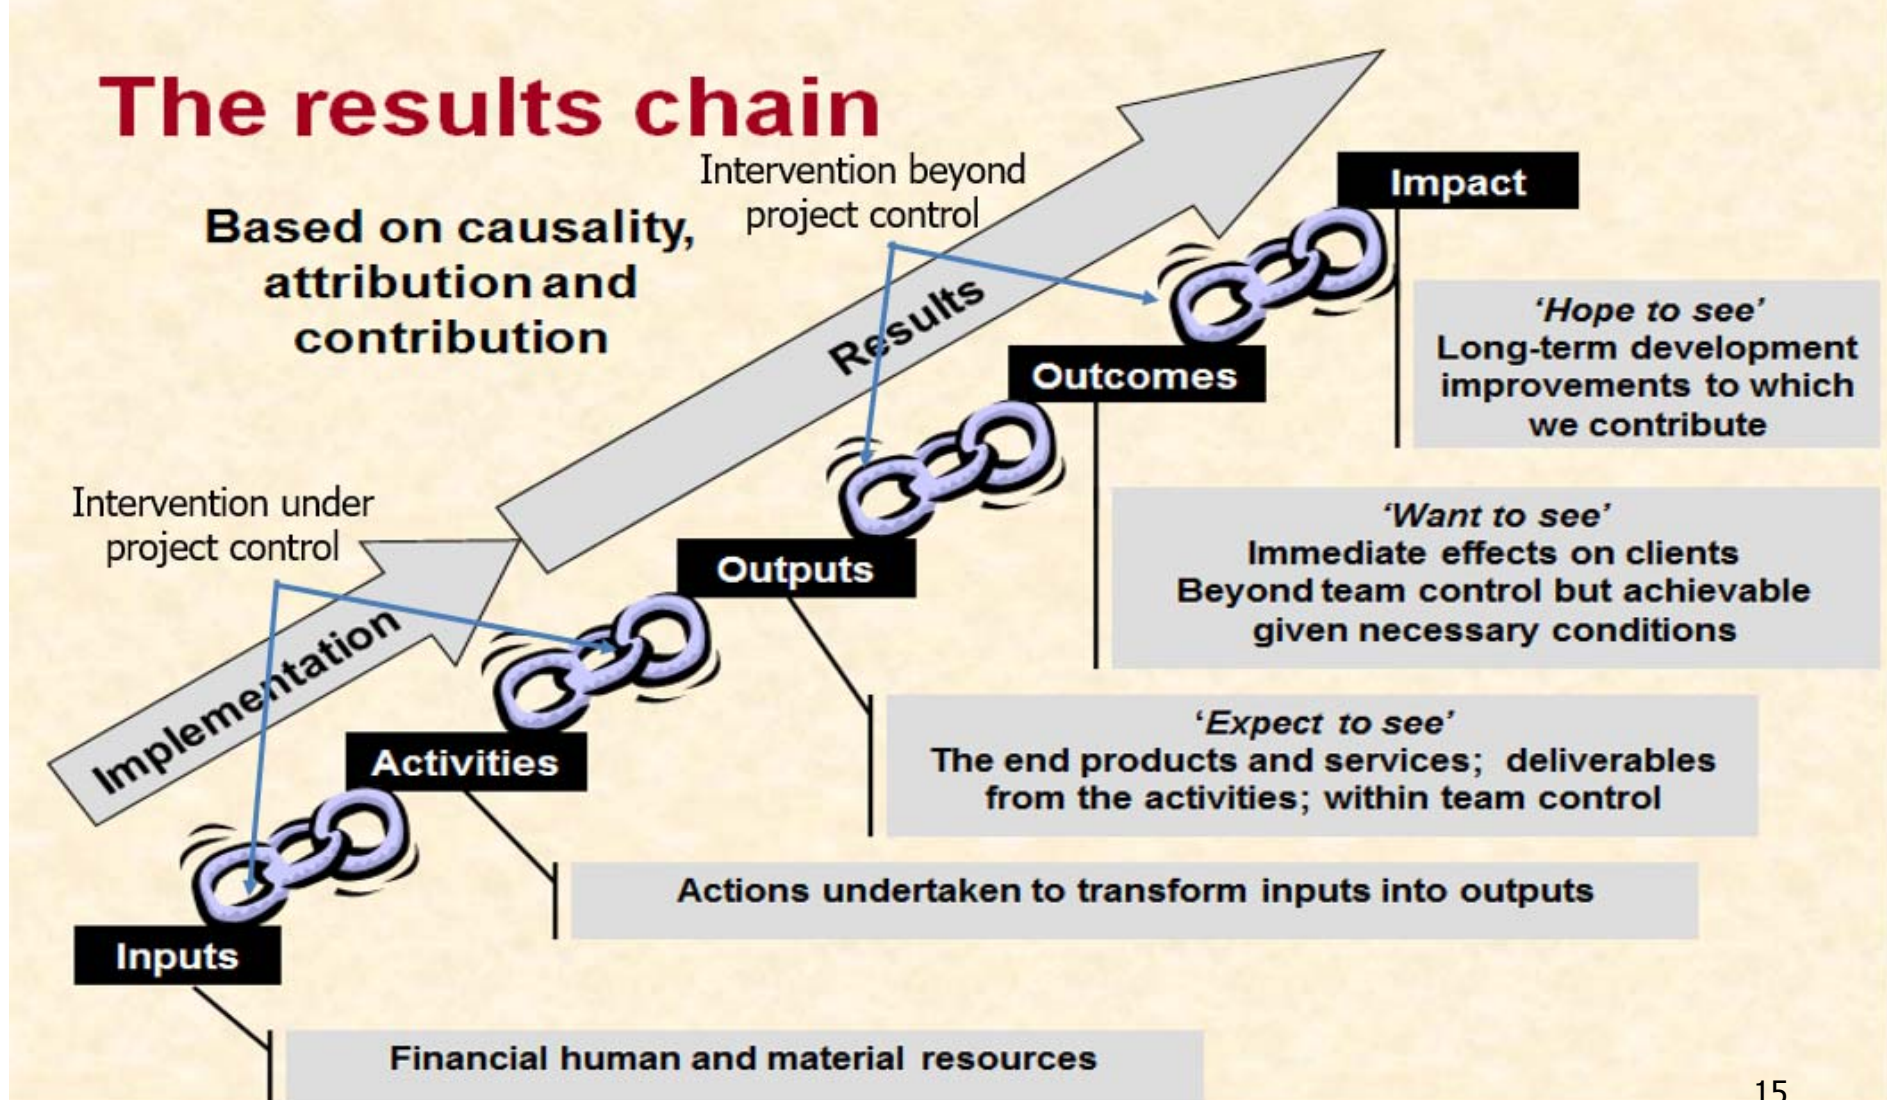 The results chain
Based on causality,
attribution and
contribution
Intervention beyond
project control
Results
Impact
'Hope to see'
Long-term development
improvements to which
we contribute
Outcomes
'Want to see'
Immediate effects on clients
Beyond team control but achievable
given necessary conditions
Intervention under
project control
Implementation
Outputs
'Expect to see'
The end products and services; deliverables
from the activities; within team control
Activities
Actions undertaken to transform inputs into outputs
Inputs
Financial human and material resources
15